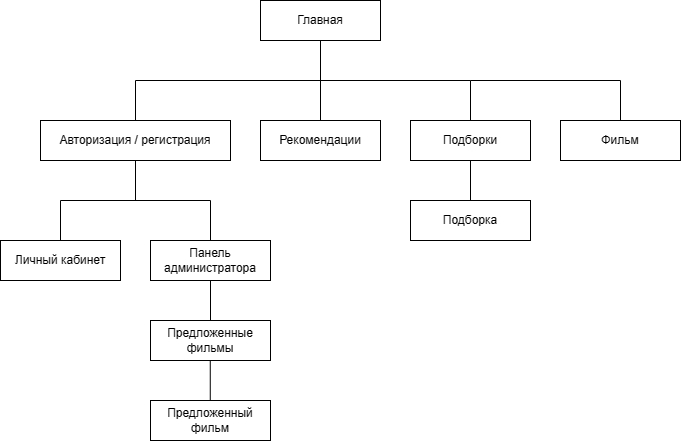 Главная
Авторизация / регистрация
Рекомендации
Подборки
Фильм
Подборка
Личный кабинет
Панель
администратора
Предложенные
фильмы
Предложенный
фильм